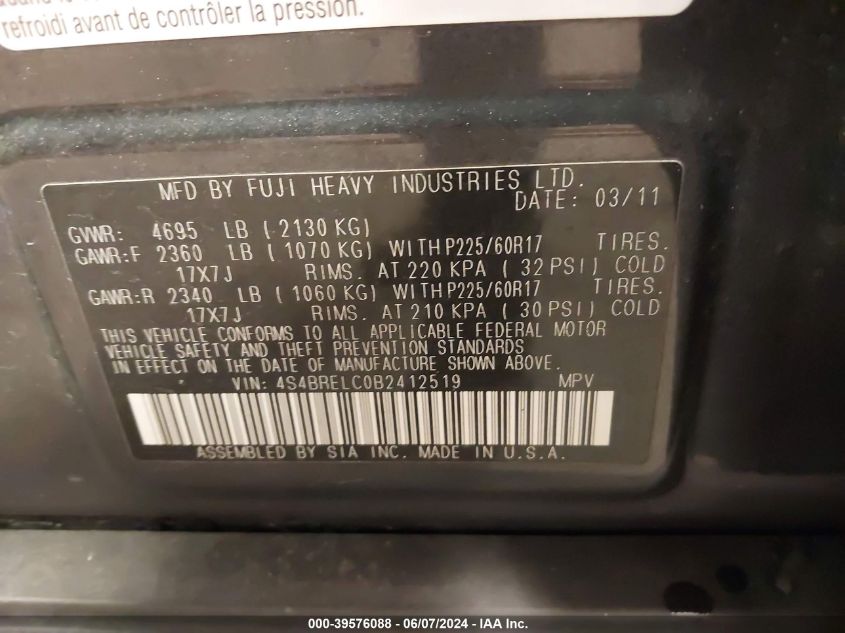 refroidi avant de contrôler la pression.
MFD BY FUJI HEAVY INDUSTRIES LTD.
DATE: 03/11
GVWR: 4695 LB (2130 KG)
GAWR:F 2360 LB (1070 KG) WITH P225/60R17 TIRES.
17X7J RIMS. AT 220 KPA (32 PSI) COLD
GAWR:R 2340 LB (1060 KG) WITH P225/60R17 TIRES.
17X7J RIMS. AT 210 KPA (30 PSI) COLD
THIS VEHICLE CONFORMS TO ALL APPLICABLE FEDERAL MOTOR
VEHICLE SAFETY AND THEFT PREVENTION STANDARDS
IN EFFECT ON THE DATE OF MANUFACTURE SHOWN ABOVE.
VIN: 4S4BRELC0B2412519 MPV
ASSEMBLED BY SIA INC. MADE IN U.S.A.
000-39576088 - 06/07/2024 - IAA Inc.